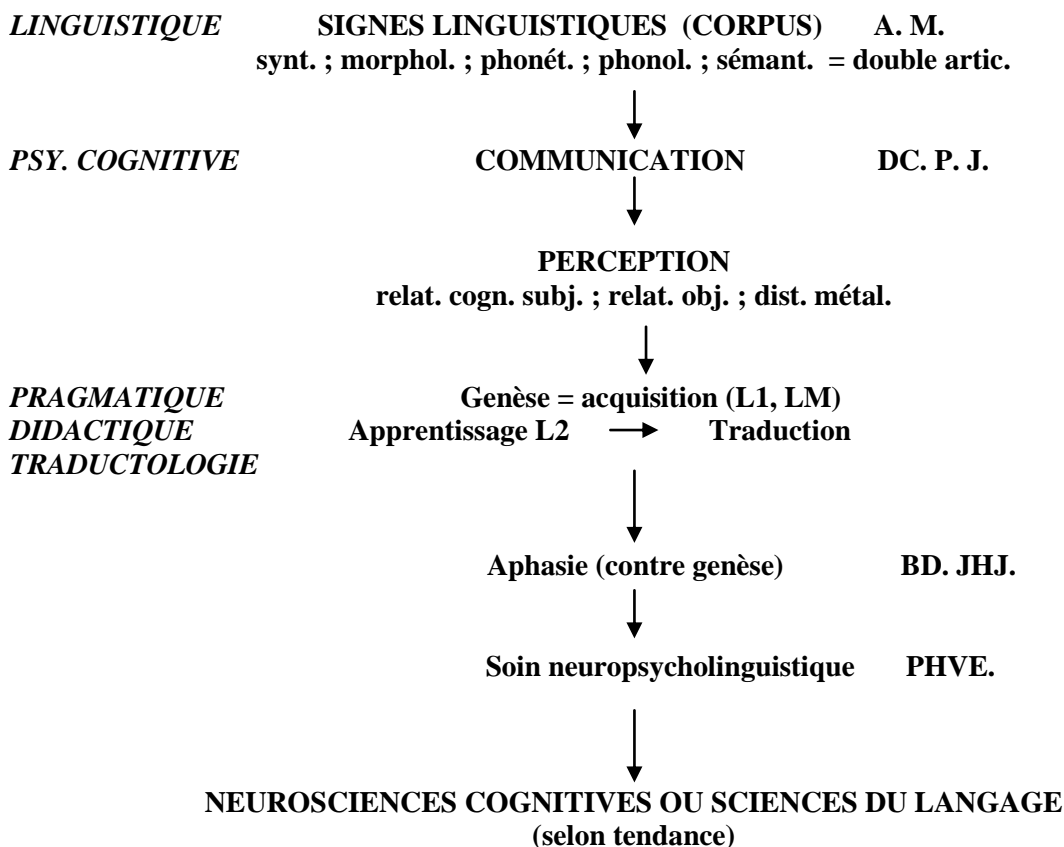 LINGUISTIQUE SIGNES LINGUISTIQUES (CORPUS) A. M.
synt. ; morphol. ; phonét. ; phonol. ; sémant. = double artic.
PSY. COGNITIVE COMMUNICATION DC. P. J.
PERCEPTION
relat. cogn. subj. ; relat. obj. ; dist. métal.
PRAGMATIQUE Genèse = acquisition (L1, LM)
DIDACTIQUE Apprentissage L2 Traduction
TRADUCTOLOGIE
Aphasie (contre genèse) BD. JHJ.
Soin neuropsycholinguistique PHVE.
NEUROSCIENCES COGNITIVES OU SCIENCES DU LANGAGE
(selon tendance)